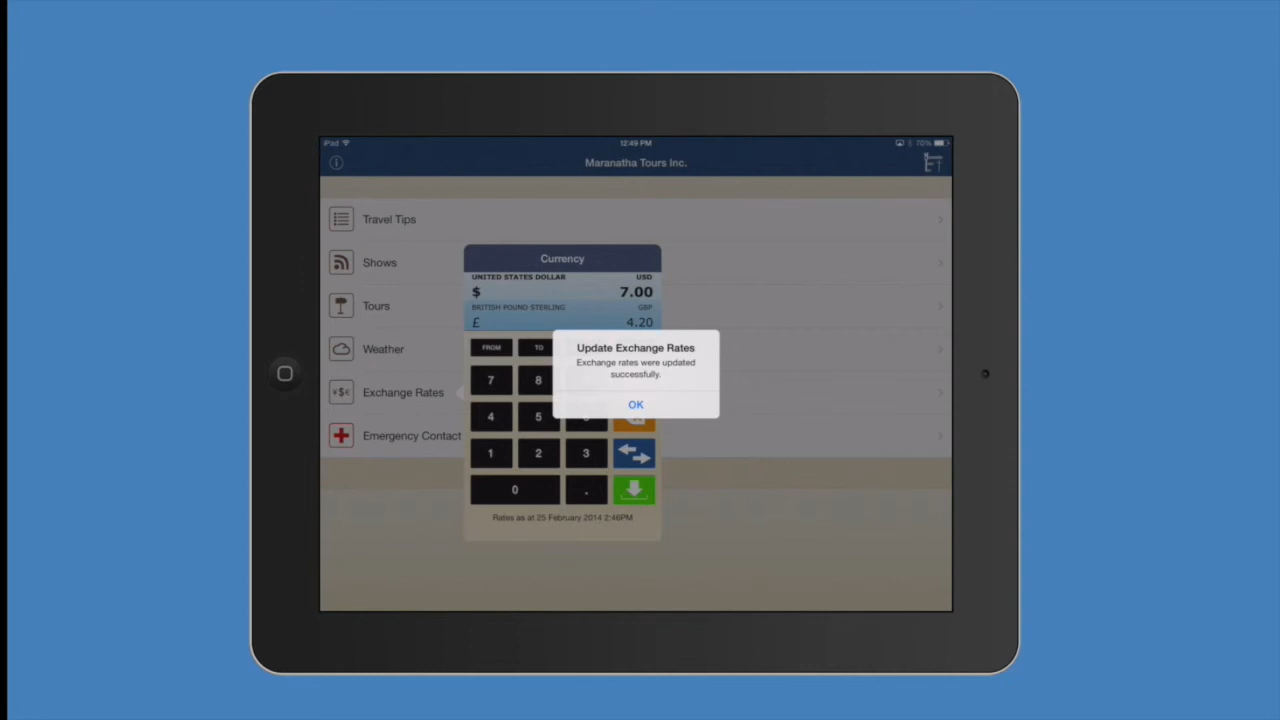 iPad
12:49 PM
70%
Maranatha Tours Inc.
Travel Tips
Shows
Tours
Weather
¥$€
Exchange Rates
Emergency Contact
Currency
UNITED STATES DOLLAR USD
$ 7.00
BRITISH POUND STERLING GBP
£ 4.20
FROM TO
7 8
4 5
1 2 3
0 .
Rates as at 25 February 2014 2:46PM
Update Exchange Rates
Exchange rates were updated
successfully.
OK